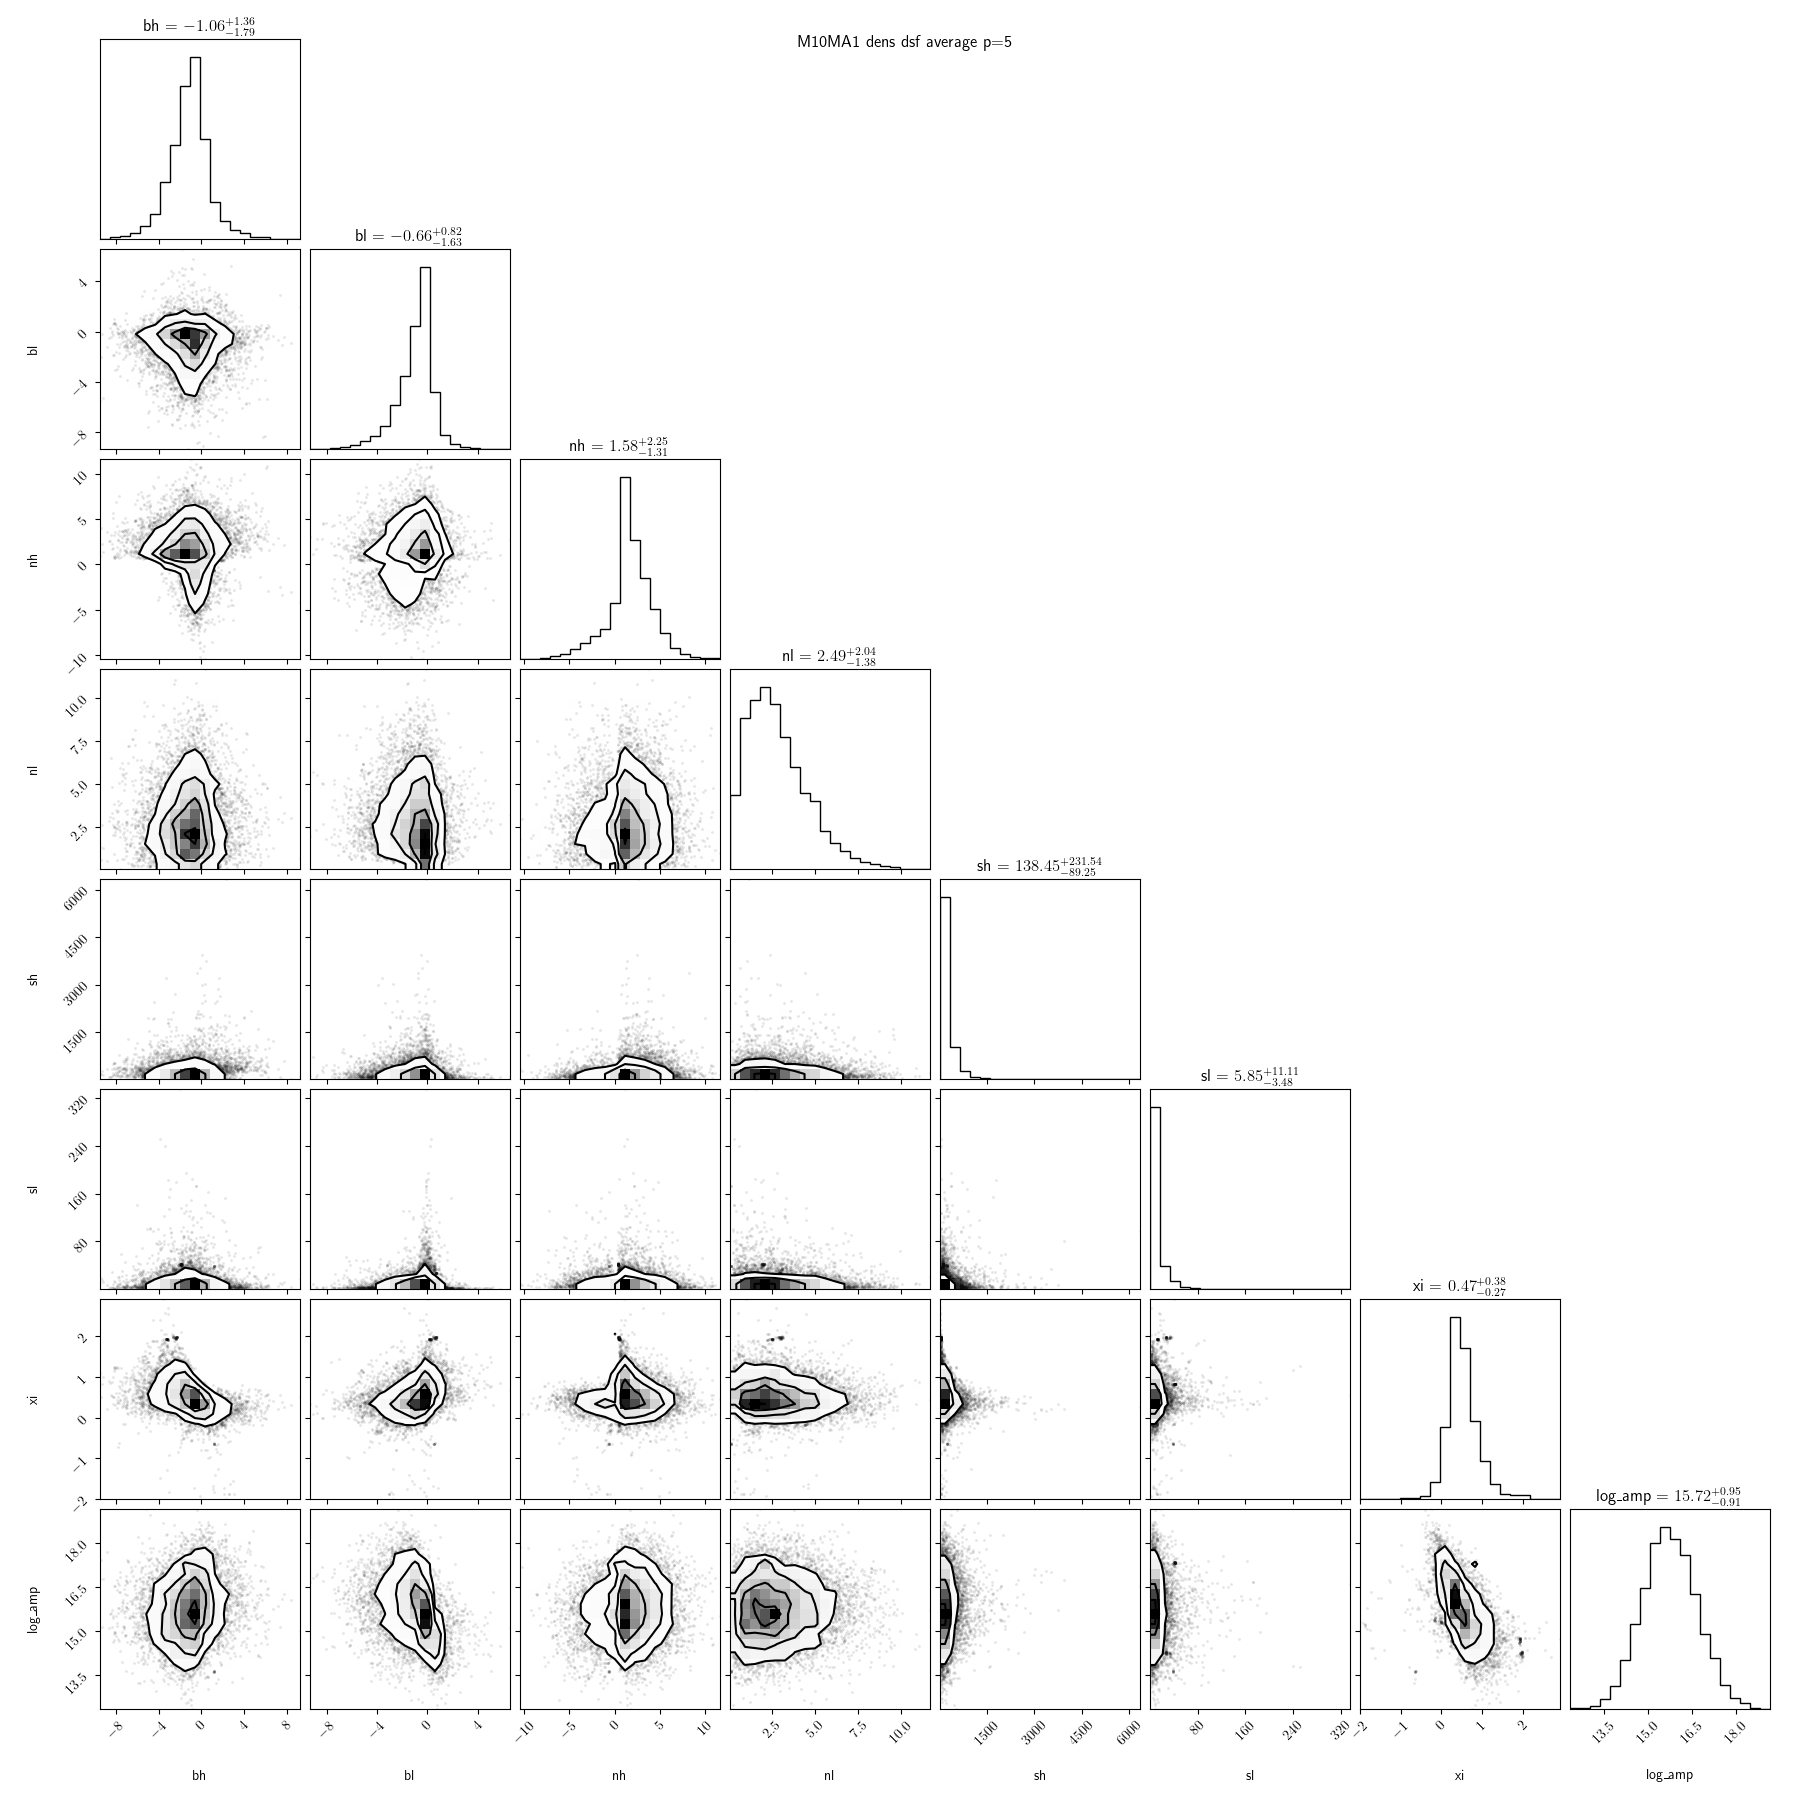 M10MA1 dens dsf average p=5
bh = −1.06 +1.36 −1.79
bl = −0.66 +0.82 −1.63
nh = 1.58 +2.25 −1.31
nl = 2.49 +2.04 −1.38
sh = 138.45 +231.54 −89.25
sl = 5.85 +11.11 −3.48
xi = 0.47 +0.38 −0.27
log_amp = 15.72 +0.95 −0.91
bl
4
0
−4
−8
nh
10
5
0
−5
−10
nl
10.0
7.5
5.0
2.5
sh
6000
4500
3000
1500
sl
320
240
160
80
xi
2
1
0
−1
−2
log_amp
18.0
16.5
15.0
13.5
−8 −4 0 4 8
−8 −4 0 4
−10 −5 0 5 10
2.5 5.0 7.5 10.0
1500 3000 4500 6000
80 160 240 320
−2 −1 0 1 2
13.5 15.0 16.5 18.0
bh bl nh nl sh sl xi log_amp